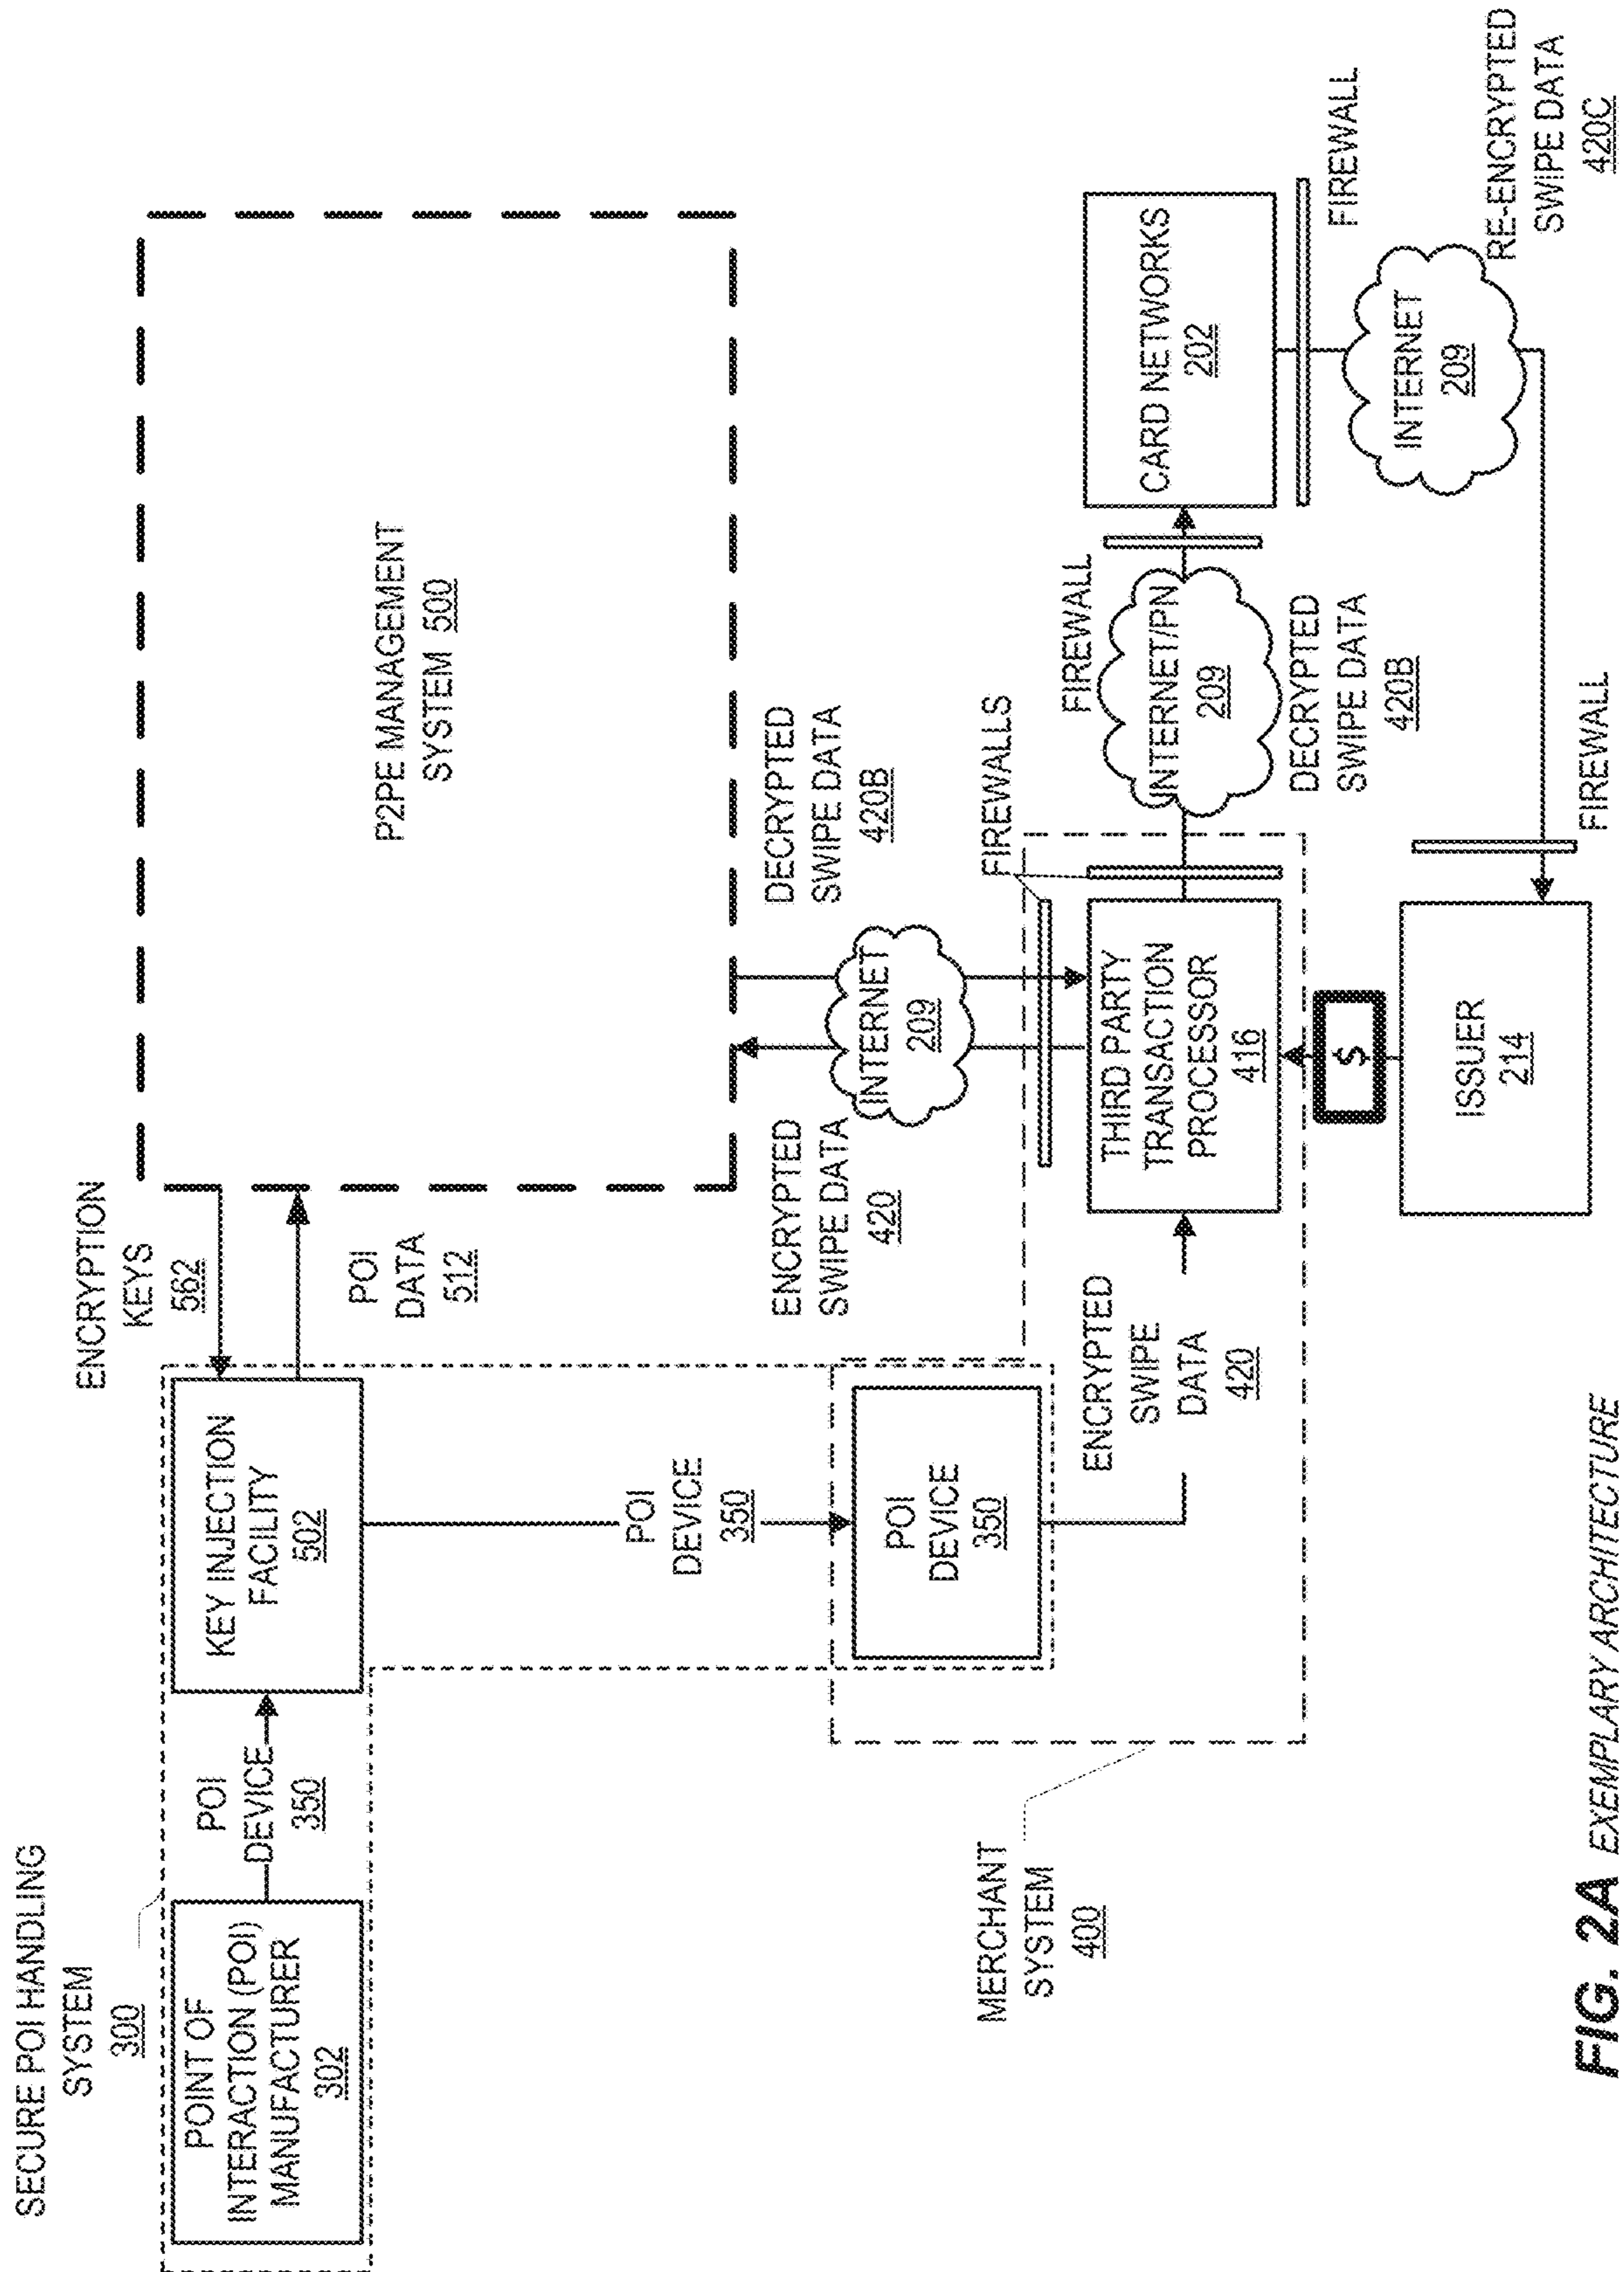 SECURE POI HANDLING
SYSTEM
300
POINT OF
INTERACTION (POI)
MANUFACTURER
302
POI
DEVICE
350
KEY INJECTION
FACILITY
502
ENCRYPTION
KEYS
562
POI
DATA
512
P2PE MANAGEMENT
SYSTEM 500
POI
DEVICE
350
POI
DEVICE
350
MERCHANT
SYSTEM
400
ENCRYPTED
SWIPE DATA
420
INTERNET
209
DECRYPTED
SWIPE DATA
420B
ENCRYPTED
SWIPE
DATA
420
FIREWALLS
THIRD PARTY
TRANSACTION
PROCESSOR
416
FIREWALL
INTERNET/PN
209
DECRYPTED
SWIPE DATA
420B
CARD NETWORKS
202
FIREWALL
INTERNET
209
RE-ENCRYPTED
SWIPE DATA
420C
FIREWALL
$
ISSUER
214
FIG. 2A EXEMPLARY ARCHITECTURE